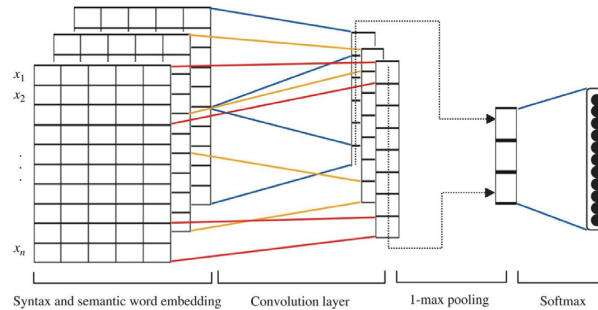 x1
x2
.
.
.
xn
Syntax and semantic word embedding
Convolution layer
1-max pooling
Softmax